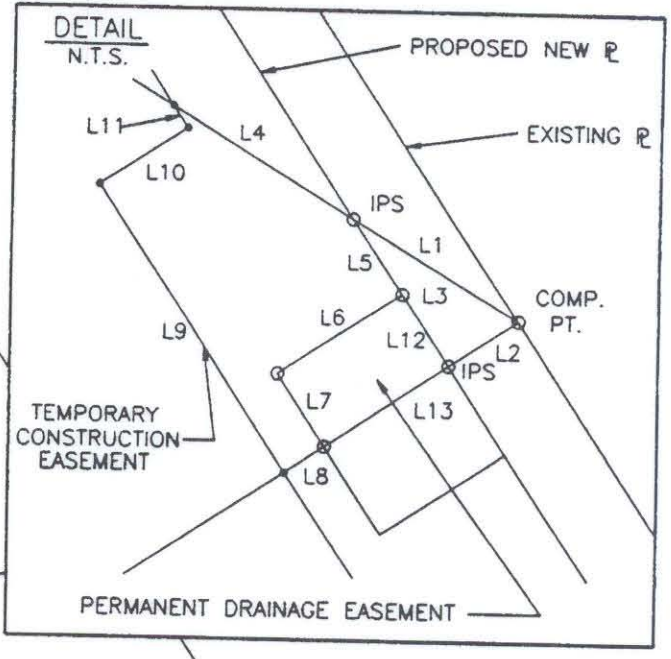 DETAIL
N.T.S.
PROPOSED NEW ⅊
EXISTING ⅊
L11
L4
L10
IPS
L1
L5
L3
COMP.
PT.
L6
L12
L2
L9
IPS
L7
L13
TEMPORARY
CONSTRUCTION
EASEMENT
L8
PERMANENT DRAINAGE EASEMENT